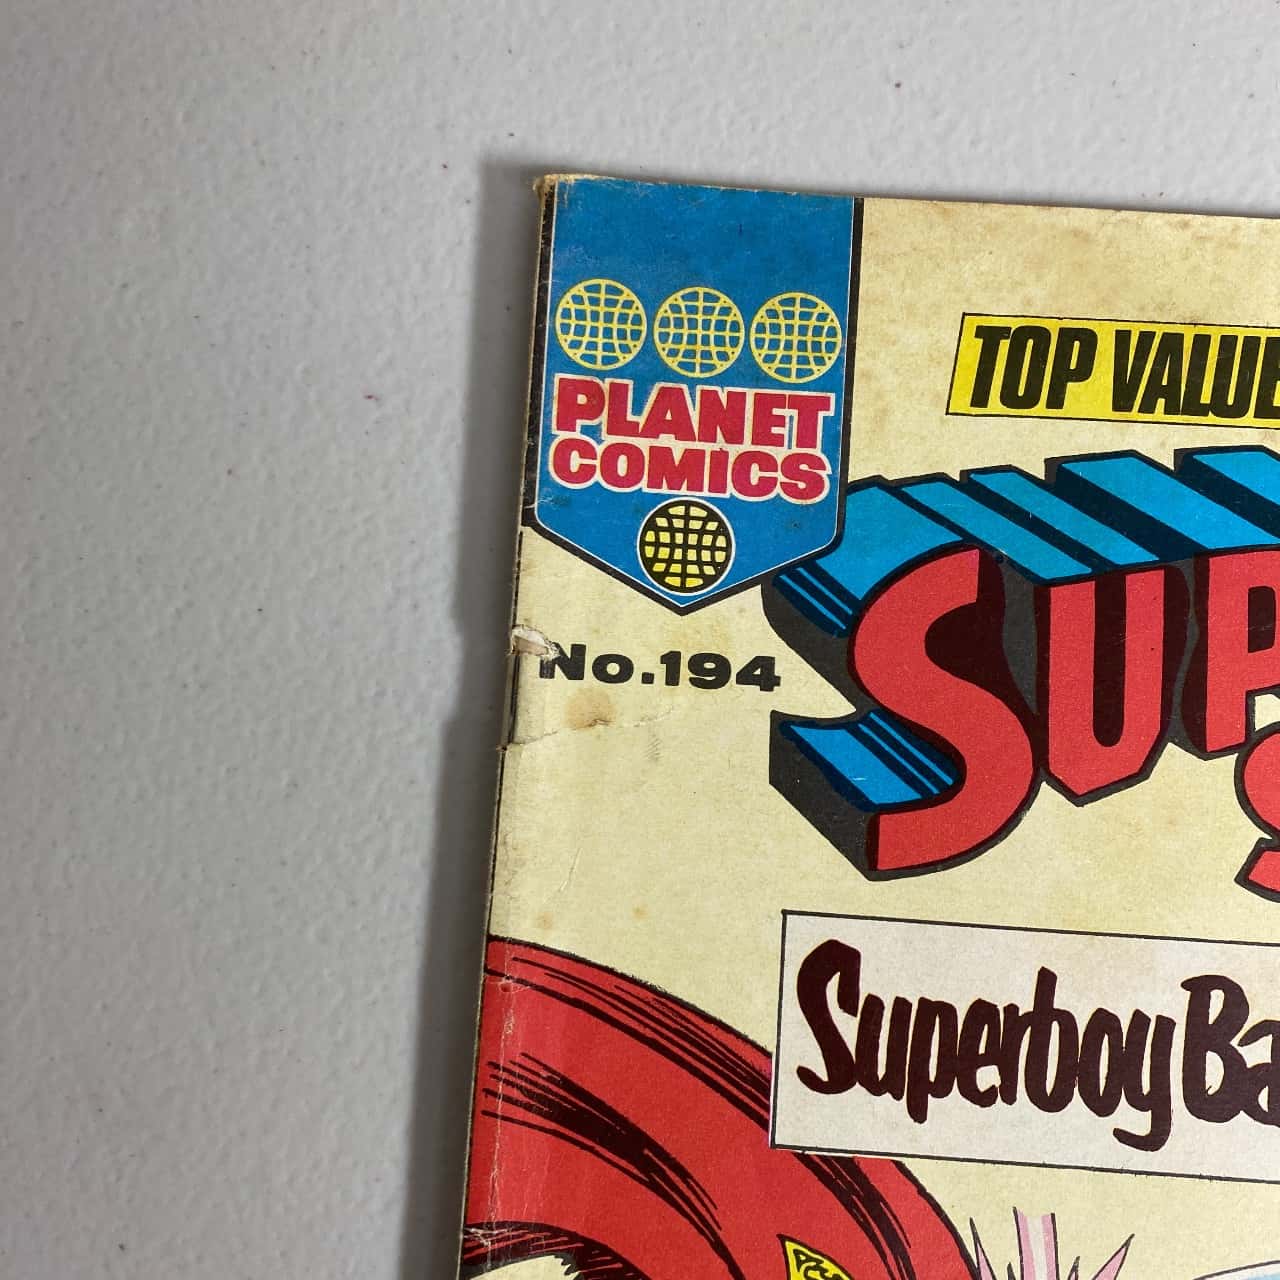 PLANET
COMICS
TOP VALUE
No.194
SUP
S
Superboy Ba